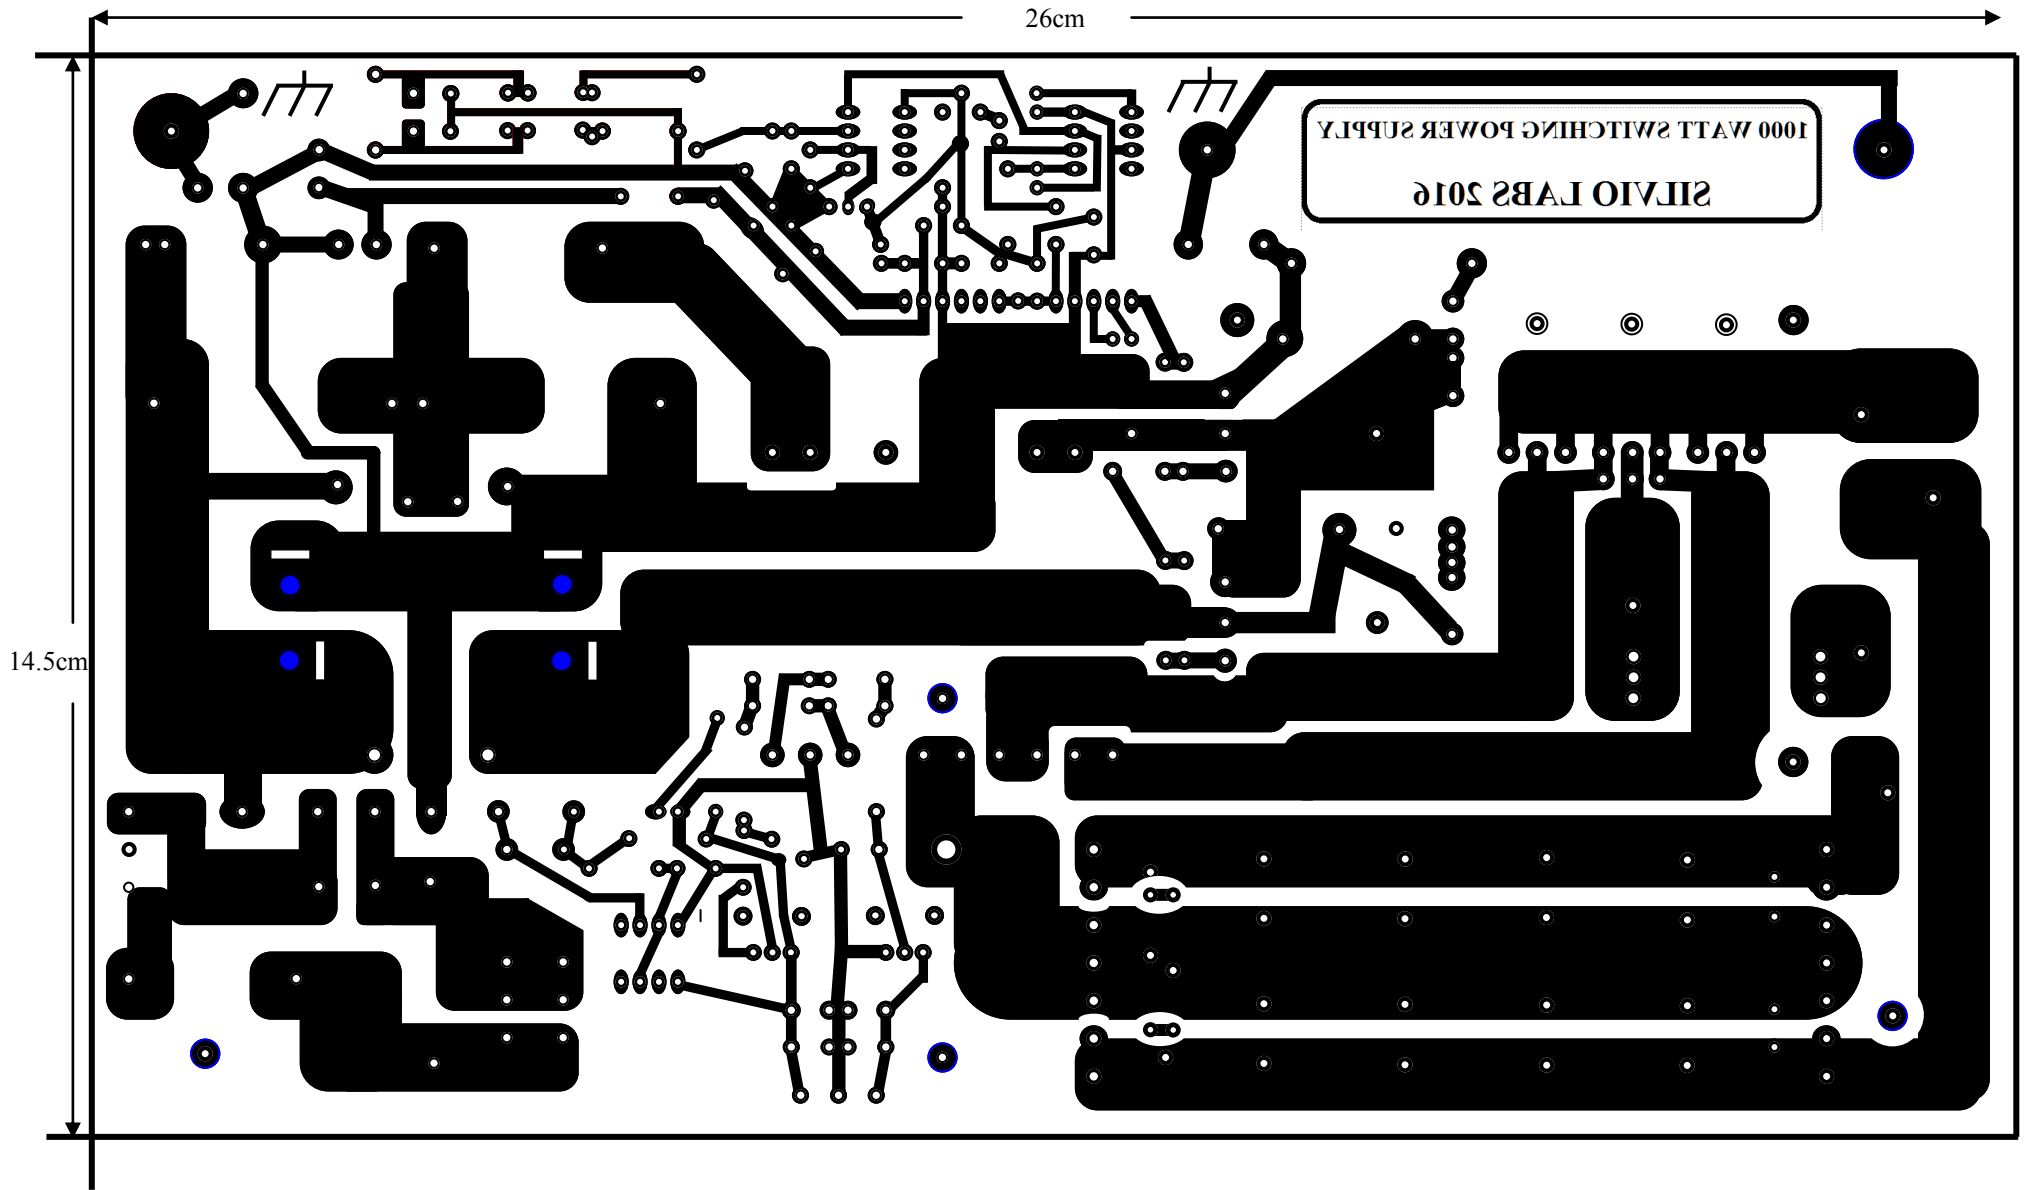 26cm
1000 WATT SWITCHING POWER SUPPLY
SILVIO LABS 2016
14.5cm